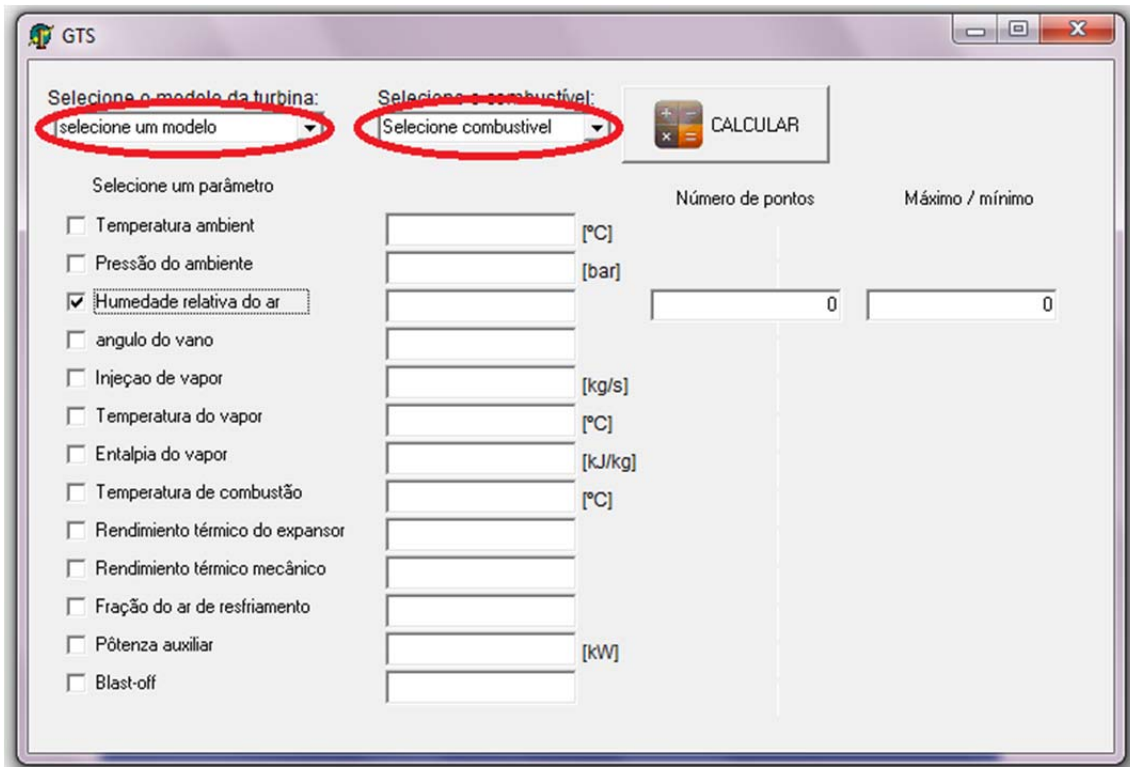 GTS
Selecione o modelo da turbina: Selecione o combustível:
selecione um modelo Selecione combustivel CALCULAR
Selecione um parâmetro Número de pontos Máximo / mínimo
Temperatura ambient [ºC]
Pressão do ambiente [bar]
Humedade relativa do ar 0 0
angulo do vano
Injeçao de vapor [kg/s]
Temperatura do vapor [ºC]
Entalpia do vapor [kJ/kg]
Temperatura de combustão [ºC]
Rendimiento térmico do expansor
Rendimiento térmico mecânico
Fração do ar de resfriamento
Pôtenza auxiliar [kW]
Blast-off